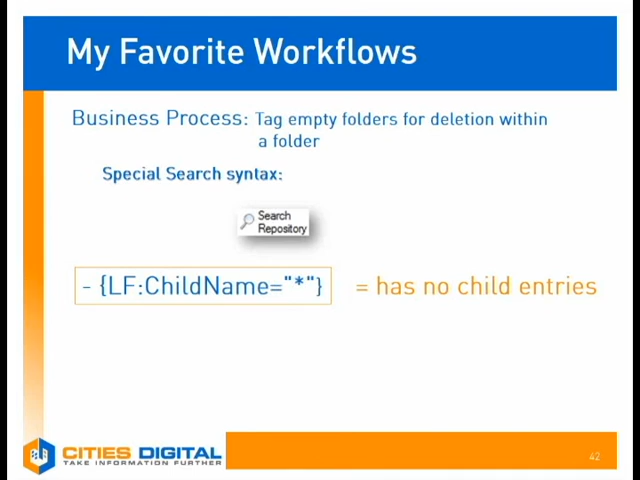 My Favorite Workflows
Business Process: Tag empty folders for deletion within
a folder
Special Search syntax:
Search
Repository
- {LF:ChildName="*"} = has no child entries
CITIES DIGITAL
TAKE INFORMATION FURTHER
42